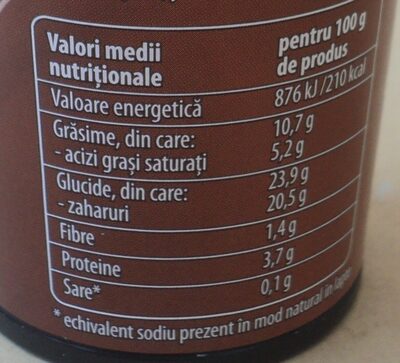 Valori medii pentru 100 g
nutriționale de produs
Valoare energetică 876 kJ /210 kcal
Grăsime, din care: 10,7 g
- acizi grași saturați 5,2 g
Glucide, din care: 23,9 g
- zaharuri 20,5 g
Fibre 1,4 g
Proteine 3,7 g
Sare* 0,1 g
* echivalent sodiu prezent în mod natural în lapte